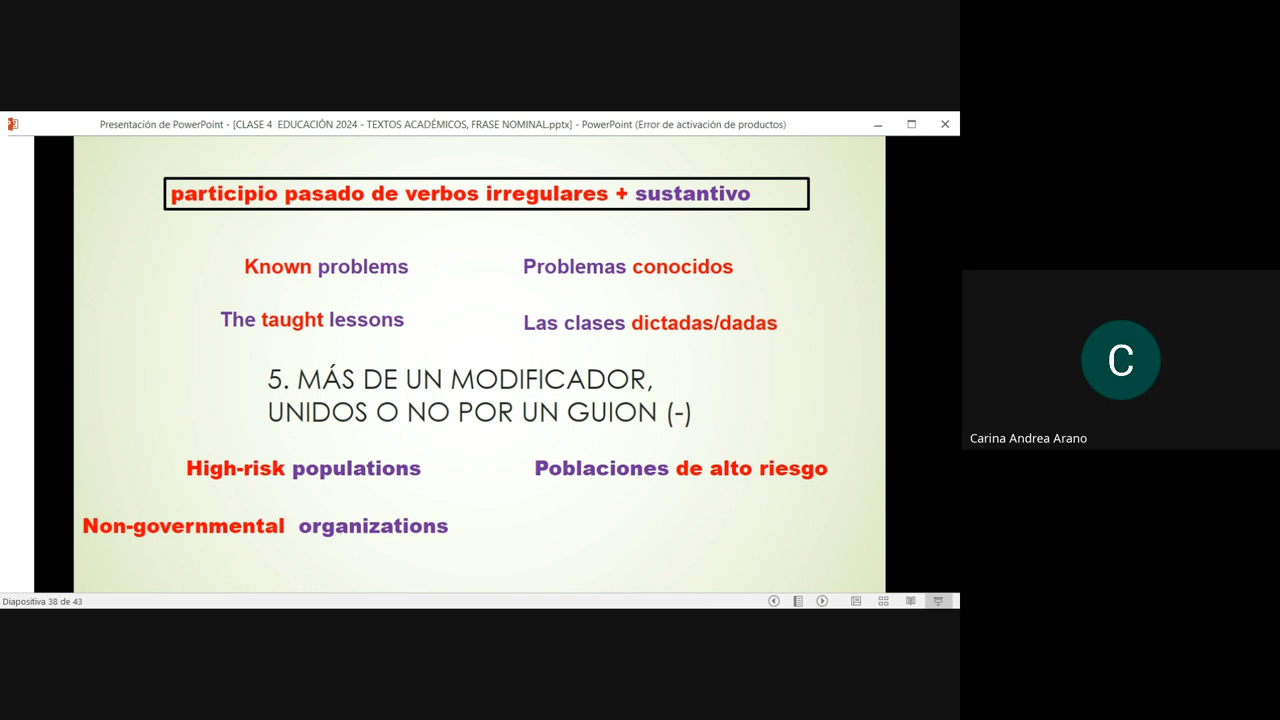 Presentación de PowerPoint - [CLASE 4 EDUCACIÓN 2024 - TEXTOS ACADÉMICOS, FRASE NOMINAL.pptx] - PowerPoint (Error de activación de productos)
participio pasado de verbos irregulares + sustantivo
Known problems Problemas conocidos
The taught lessons Las clases dictadas/dadas
5. MÁS DE UN MODIFICADOR,
UNIDOS O NO POR UN GUION (-)
High-risk populations Poblaciones de alto riesgo
Non-governmental organizations
C
Carina Andrea Arano
Diapositiva 38 de 43